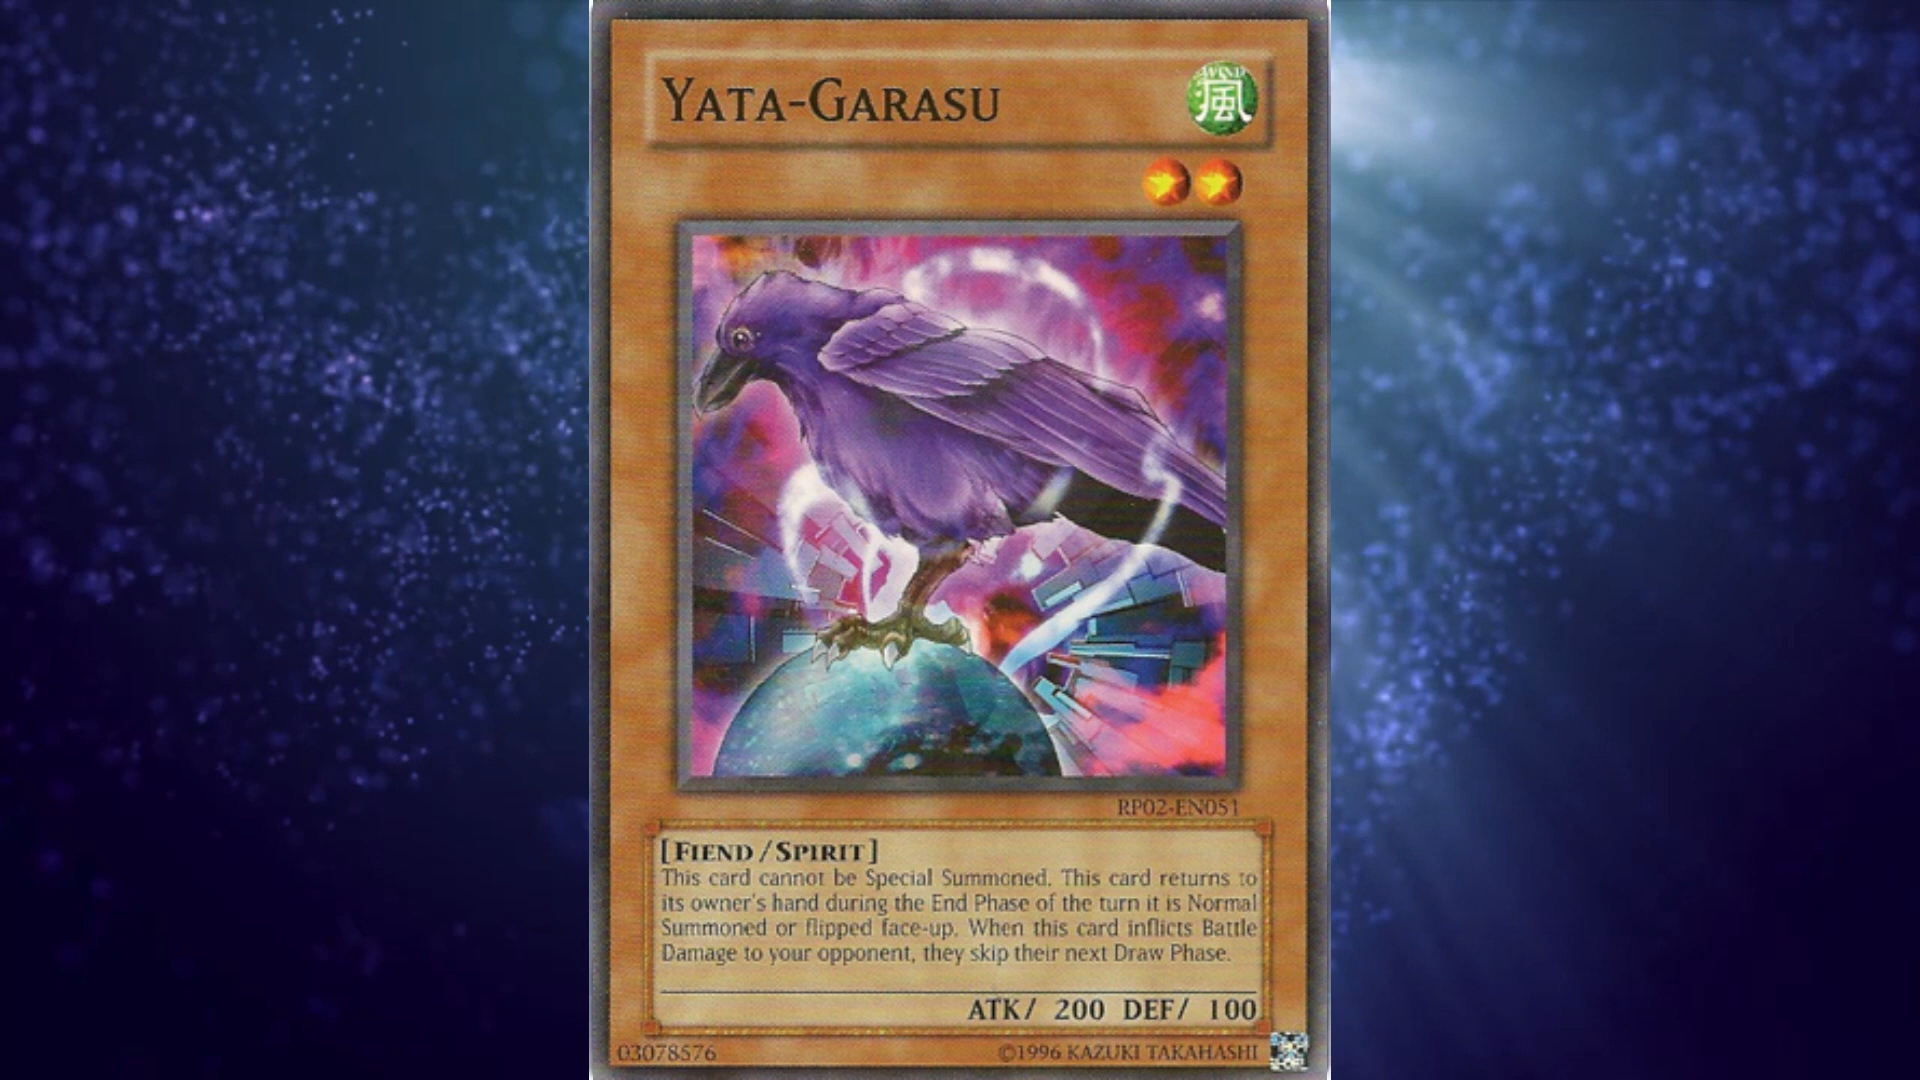 YATA-GARASU
WIND
風
RP02-EN051
[FIEND/SPIRIT]
This card cannot be Special Summoned. This card returns to
its owner's hand during the End Phase of the turn it is Normal
Summoned or flipped face-up. When this card inflicts Battle
Damage to your opponent, they skip their next Draw Phase.
ATK/ 200 DEF/ 100
03078576
©1996 KAZUKI TAKAHASHI